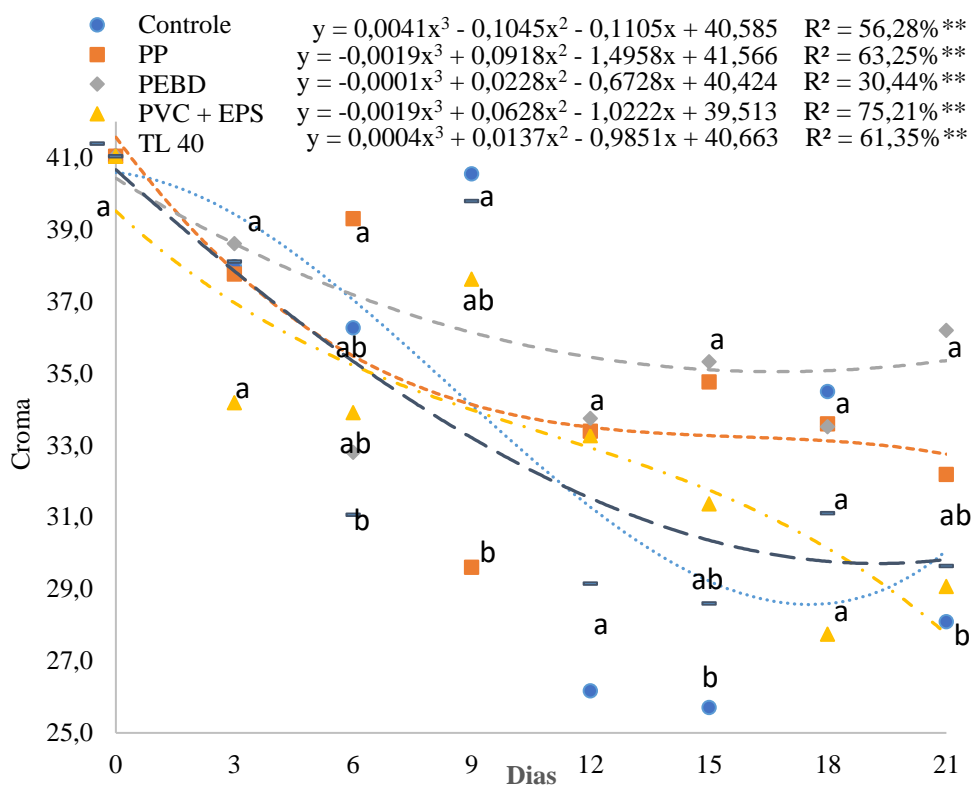 Controle y = 0,0041x³ - 0,1045x² - 0,1105x + 40,585 R² = 56,28%**
PP y = -0,0019x³ + 0,0918x² - 1,4958x + 41,566 R² = 63,25%**
PEBD y = -0,0001x³ + 0,0228x² - 0,6728x + 40,424 R² = 30,44%**
PVC + EPS y = -0,0019x³ + 0,0628x² - 1,0222x + 39,513 R² = 75,21%**
TL 40 y = 0,0004x³ + 0,0137x² - 0,9851x + 40,663 R² = 61,35%**
41,0
39,0
37,0
35,0
33,0
31,0
29,0
27,0
25,0
Croma
a
a
a
a
ab
ab
b
a
ab
b
a
a
a
ab
b
a
a
a
a
ab
b
0 3 6 9 12 15 18 21
Dias